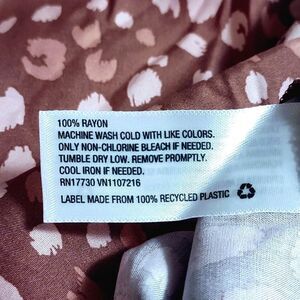 100% RAYON
MACHINE WASH COLD WITH LIKE COLORS.
ONLY NON-CHLORINE BLEACH IF NEEDED.
TUMBLE DRY LOW. REMOVE PROMPTLY.
COOL IRON IF NEEDED.
RN17730 VN1107216
LABEL MADE FROM 100% RECYCLED PLASTIC